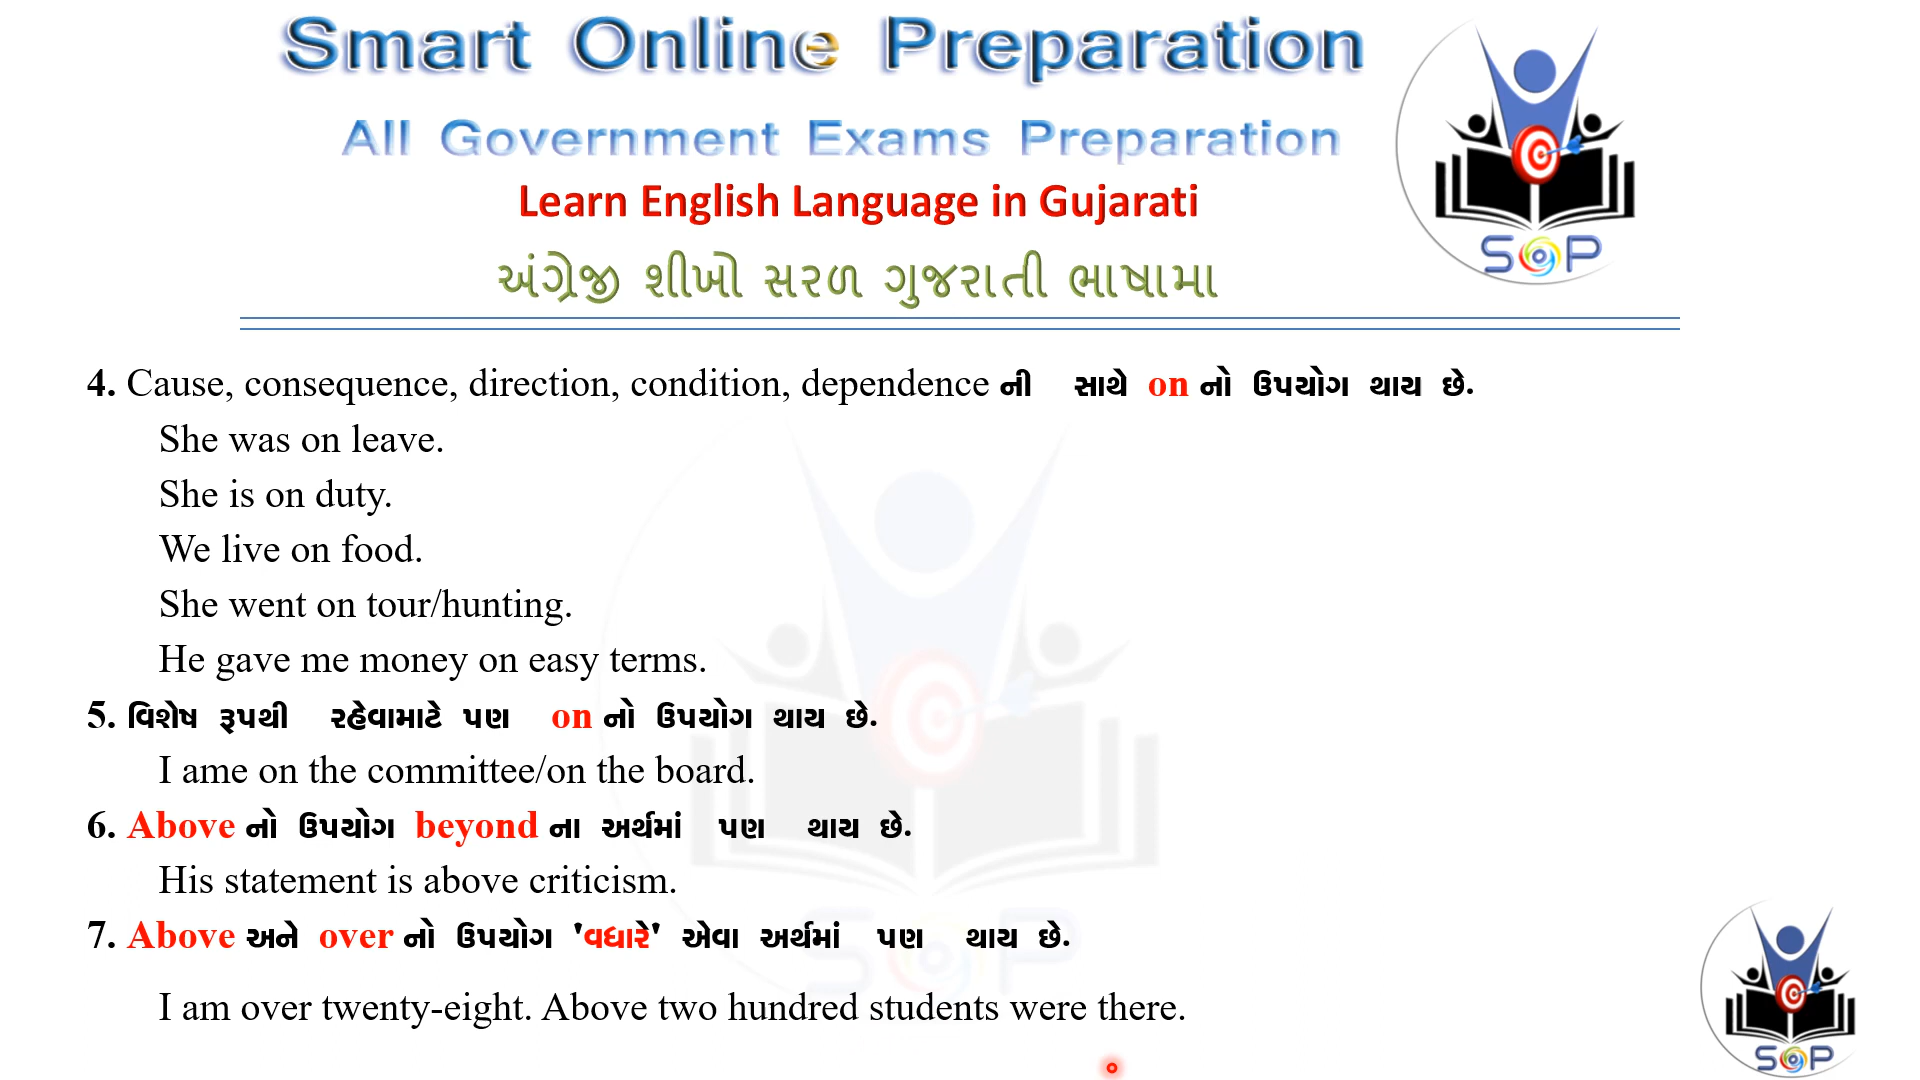 Smart Online Preparation
All Government Exams Preparation
Learn English Language in Gujarati
અંગ્રેજી શીખો સરળ ગુજરાતી ભાષામા
SOP
4. Cause, consequence, direction, condition, dependence ની સાથે on નો ઉપયોગ થાય છે.
She was on leave.
She is on duty.
We live on food.
She went on tour/hunting.
He gave me money on easy terms.
5. વિશેષ રૂપથી રહેવામાટે પણ on નો ઉપયોગ થાય છે.
I ame on the committee/on the board.
6. Above નો ઉપયોગ beyond ના અર્થમાં પણ થાય છે.
His statement is above criticism.
7. Above અને over નો ઉપયોગ 'વધારે' એવા અર્થમાં પણ થાય છે.
SOP
I am over twenty-eight. Above two hundred students were there.
SOP